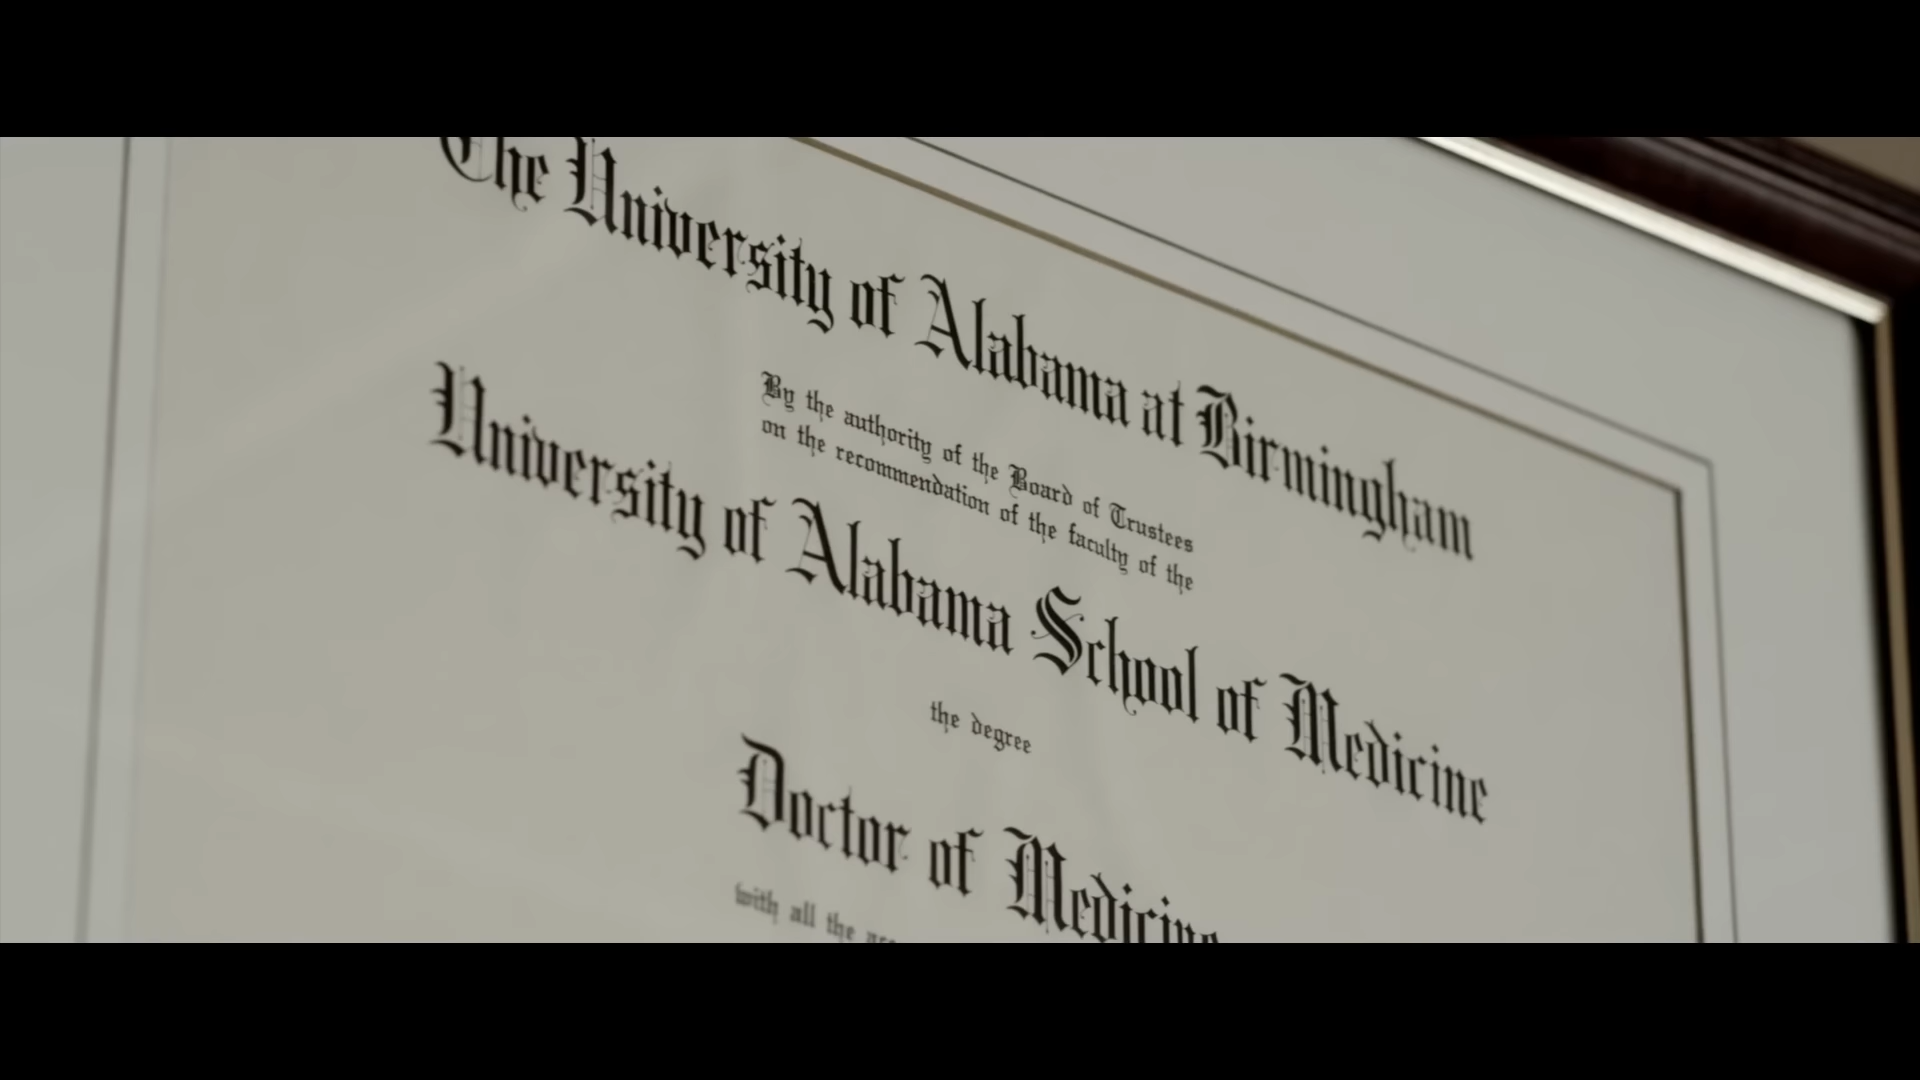 The University of Alabama at Birmingham
By the authority of the Board of Trustees
on the recommendation of the faculty of the
University of Alabama School of Medicine
the degree
Doctor of Medicine
with all the